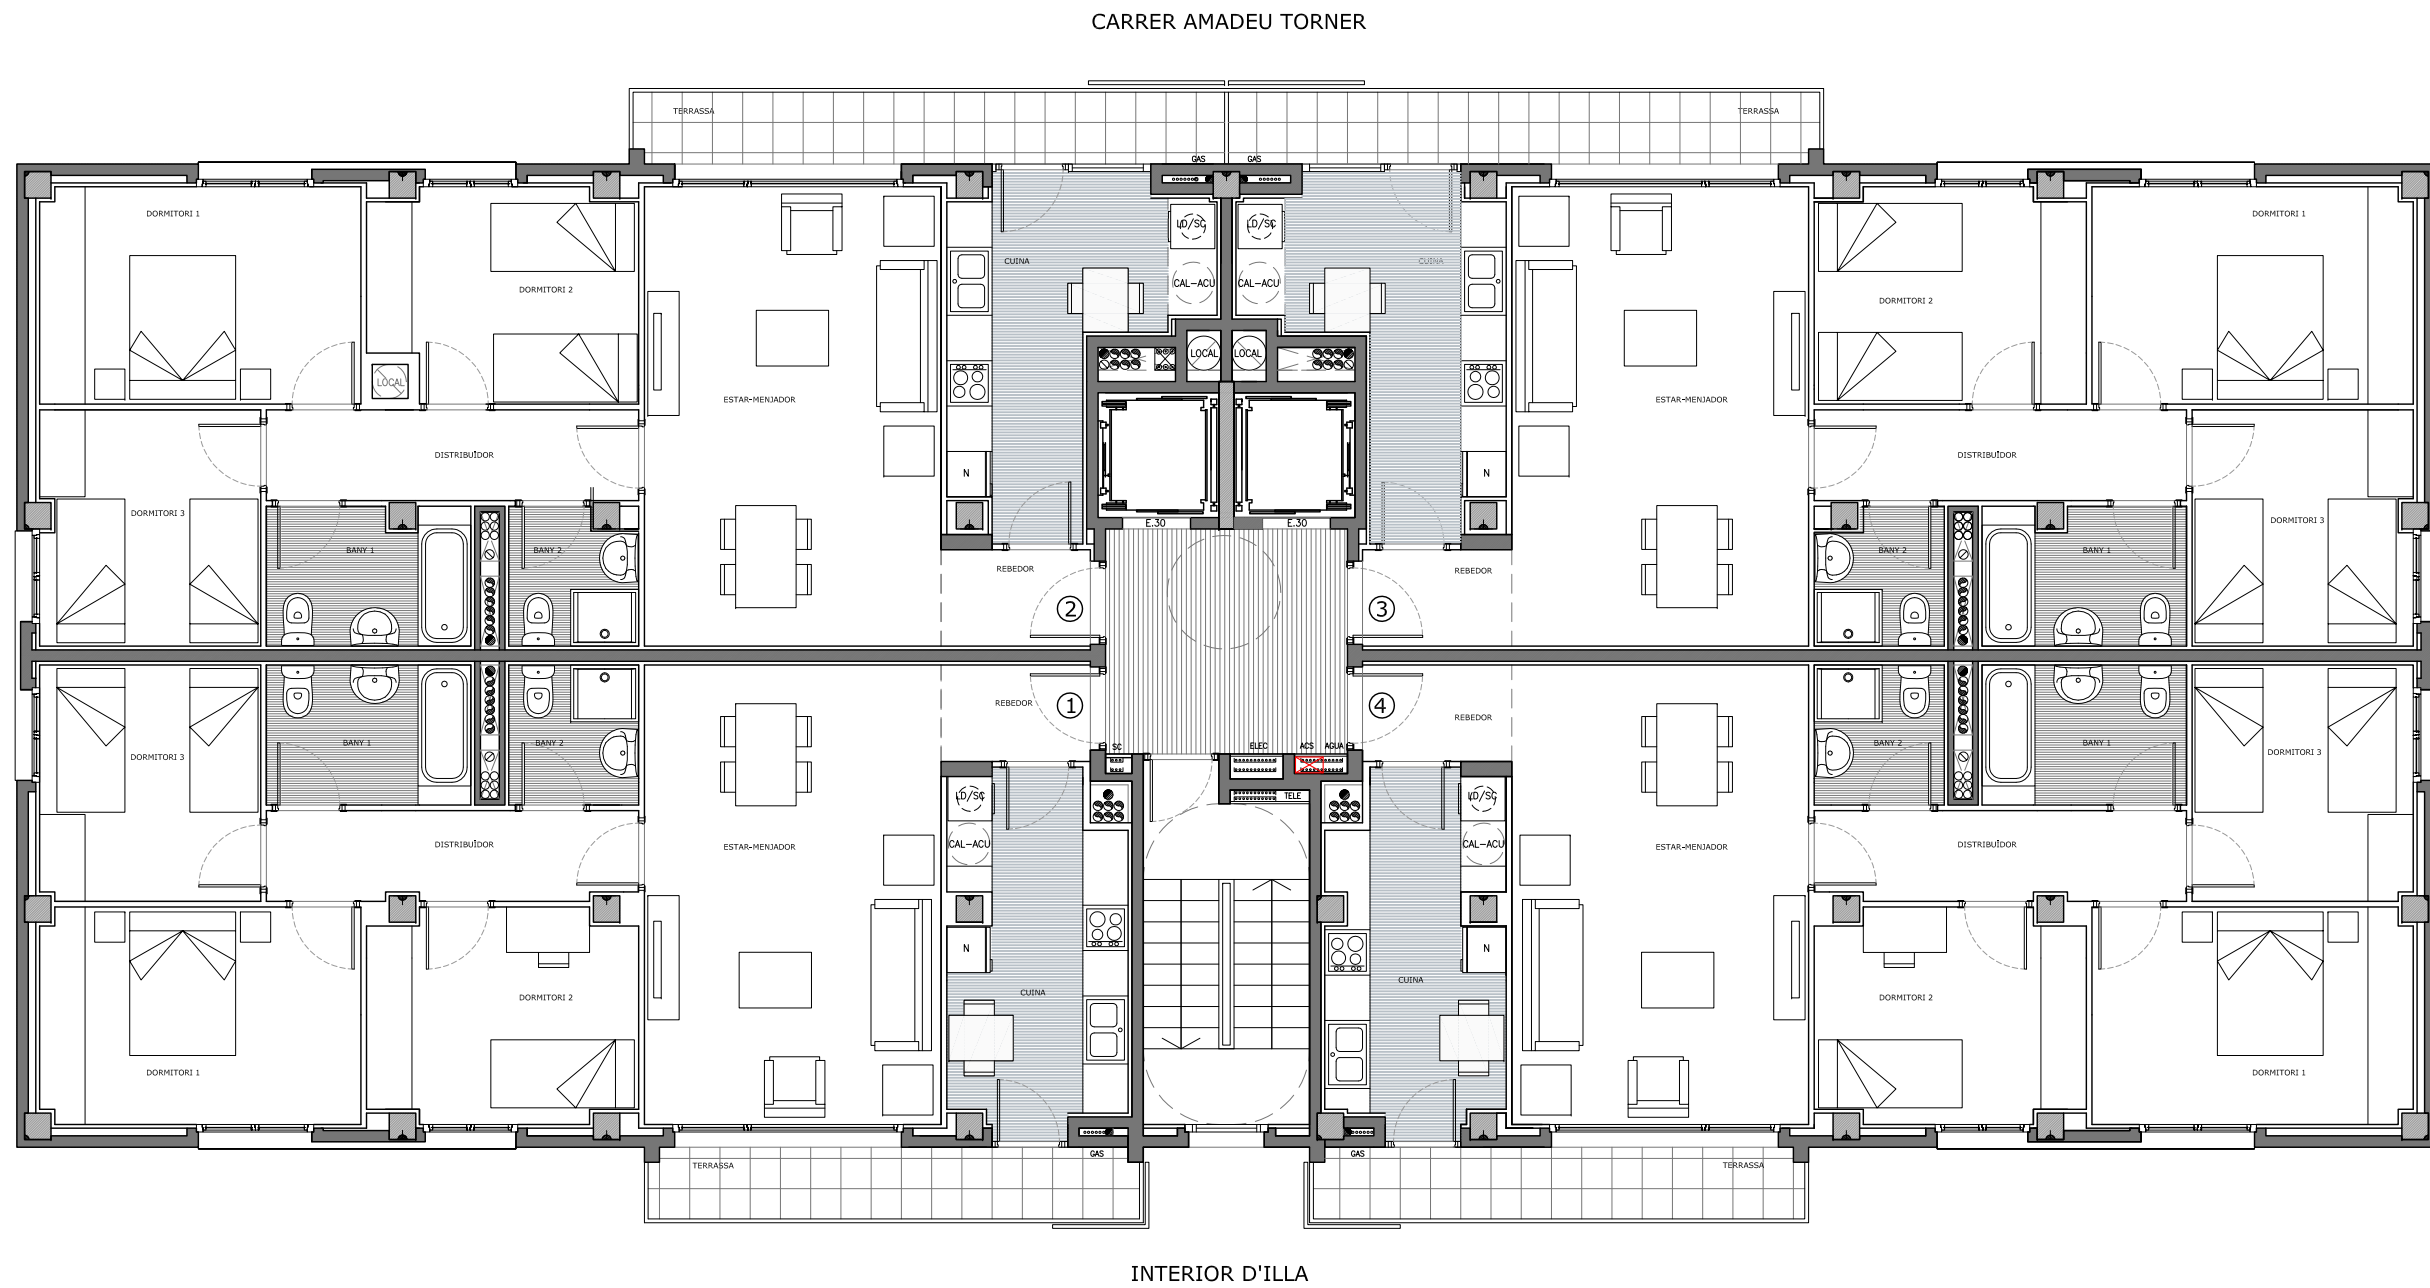 CARRER AMADEU TORNER
TERRASSA
TERRASSA
GAS
GAS
DORMITORI 1
DORMITORI 1
LD/SC
LD/SC
CUINA
CUINA
CAL-ACU
CAL-ACU
DORMITORI 2
DORMITORI 2
LOCAL
LOCAL
LOCAL
ESTAR-MENJADOR
ESTAR-MENJADOR
DISTRIBUÏDOR
DISTRIBUÏDOR
N
N
DORMITORI 3
DORMITORI 3
E.30
E.30
BANY 1
BANY 2
BANY 2
BANY 1
REBEDOR
REBEDOR
2
3
1
4
REBEDOR
REBEDOR
BANY 1
BANY 2
BANY 2
BANY 1
SC
ELEC
ACS
AGUA
DORMITORI 3
DORMITORI 3
LD/SC
TELE
LD/SC
DISTRIBUÏDOR
ESTAR-MENJADOR
CAL-ACU
CAL-ACU
ESTAR-MENJADOR
DISTRIBUÏDOR
N
N
CUINA
CUINA
DORMITORI 2
DORMITORI 2
DORMITORI 1
DORMITORI 1
GAS
GAS
TERRASSA
TERRASSA
INTERIOR D'ILLA